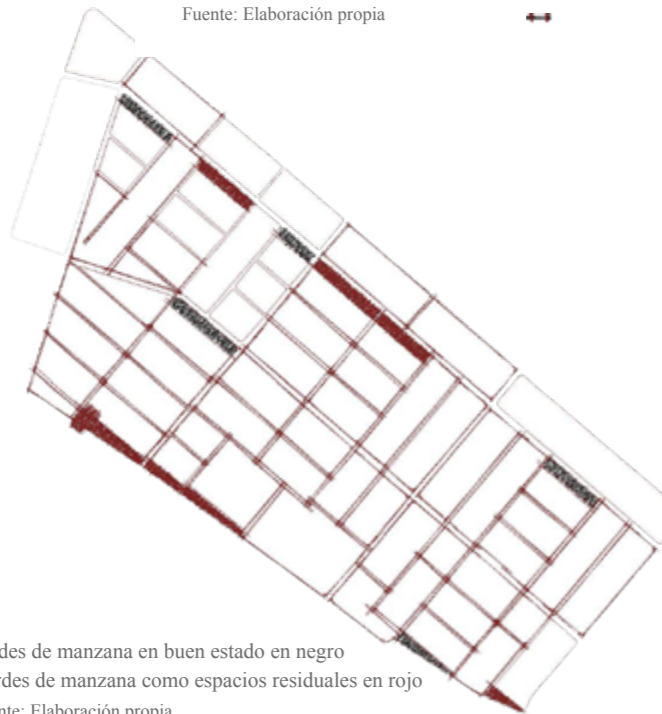 Fuente: Elaboración propia
des de manzana en buen estado en negro
des de manzana como espacios residuales en rojo
nte: Elaboración propia